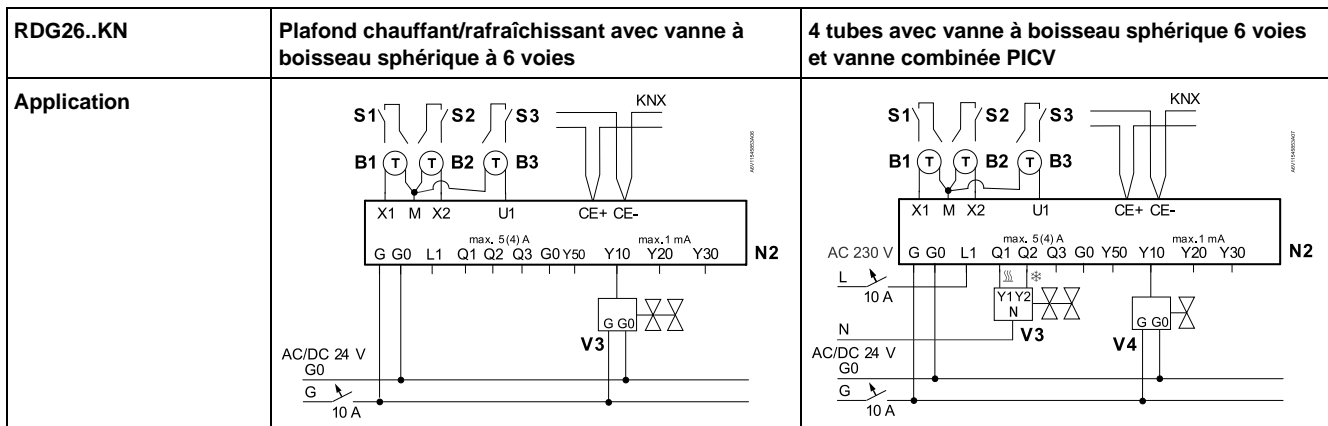 RDG26..KN
Plafond chauffant/rafraîchissant avec vanne à
boisseau sphérique à 6 voies
4 tubes avec vanne à boisseau sphérique 6 voies
et vanne combinée PICV
Application
S1 S2 S3 KNX
B1 T T B2 T B3
X1 M X2 U1 CE+ CE-
max. 5(4) A max. 1 mA
G G0 L1 Q1 Q2 Q3 G0 Y50 Y10 Y20 Y30 N2
G G0
V3
AC/DC 24 V
G0
G
10 A
A6V11545853A06
S1 S2 S3 KNX
B1 T T B2 T B3
X1 M X2 U1 CE+ CE-
max. 5(4) A max. 1 mA
AC 230 V G G0 L1 Q1 Q2 Q3 G0 Y50 Y10 Y20 Y30 N2
L
10 A
Y1 Y2
N
G G0
N
V3 V4
AC/DC 24 V
G0
G
10 A
A6V11545853A07